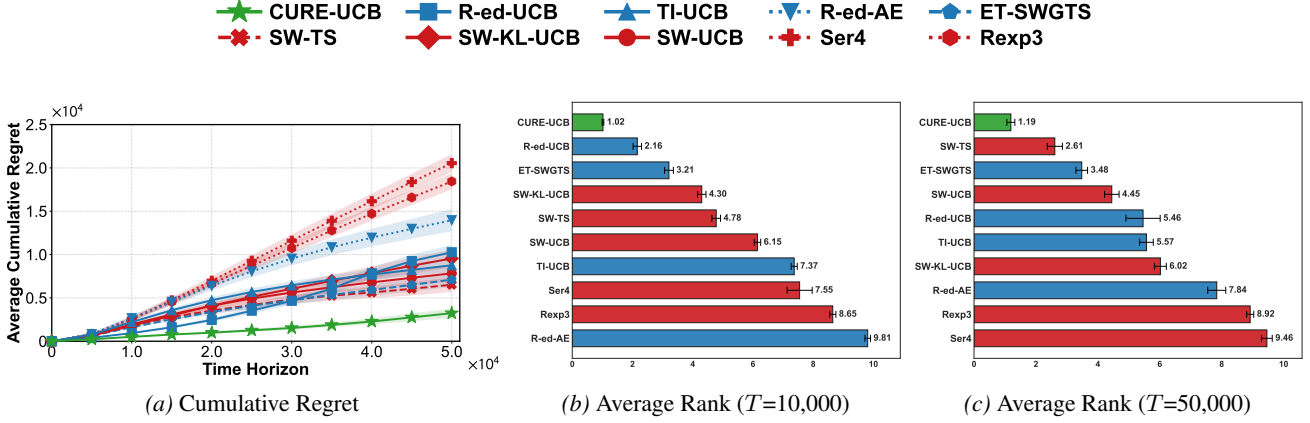 CURE-UCB R-ed-UCB TI-UCB R-ed-AE ET-SWGTS
SW-TS SW-KL-UCB SW-UCB Ser4 Rexp3
×10⁴
Average Cumulative Regret
2.5
2.0
1.5
1.0
0.5
0
0 1.0 2.0 3.0 4.0 5.0
Time Horizon
×10⁴
(a) Cumulative Regret
CURE-UCB 1.02
R-ed-UCB 2.16
ET-SWGTS 3.21
SW-KL-UCB 4.30
SW-TS 4.78
SW-UCB 6.15
TI-UCB 7.37
Ser4 7.55
Rexp3 8.65
R-ed-AE 9.81
0 2 4 6 8 10
(b) Average Rank (T=10,000)
CURE-UCB 1.19
SW-TS 2.61
ET-SWGTS 3.48
SW-UCB 4.45
R-ed-UCB 5.46
TI-UCB 5.57
SW-KL-UCB 6.02
R-ed-AE 7.84
Rexp3 8.92
Ser4 9.46
0 2 4 6 8 10
(c) Average Rank (T=50,000)